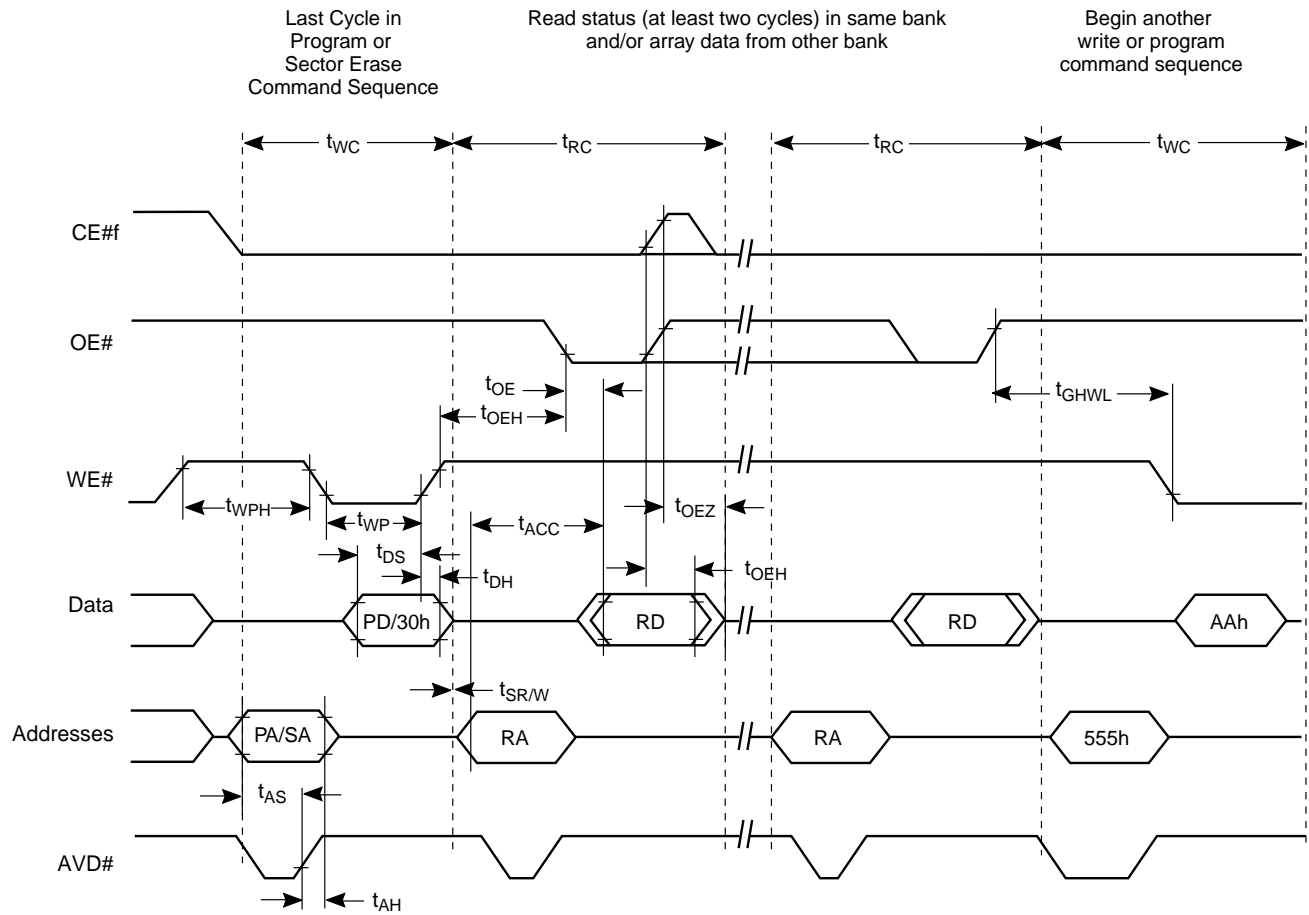 Last Cycle in
Program or
Sector Erase
Command Sequence
Read status (at least two cycles) in same bank
and/or array data from other bank
Begin another
write or program
command sequence
tWC
tRC
tRC
tWC
CE#f
OE#
tOE
tOEH
tGHWL
WE#
tWPH
tWP
tACC
tOEZ
tDS
tDH
tOEH
Data
PD/30h
RD
RD
AAh
tSR/W
Addresses
PA/SA
RA
RA
555h
tAS
AVD#
tAH